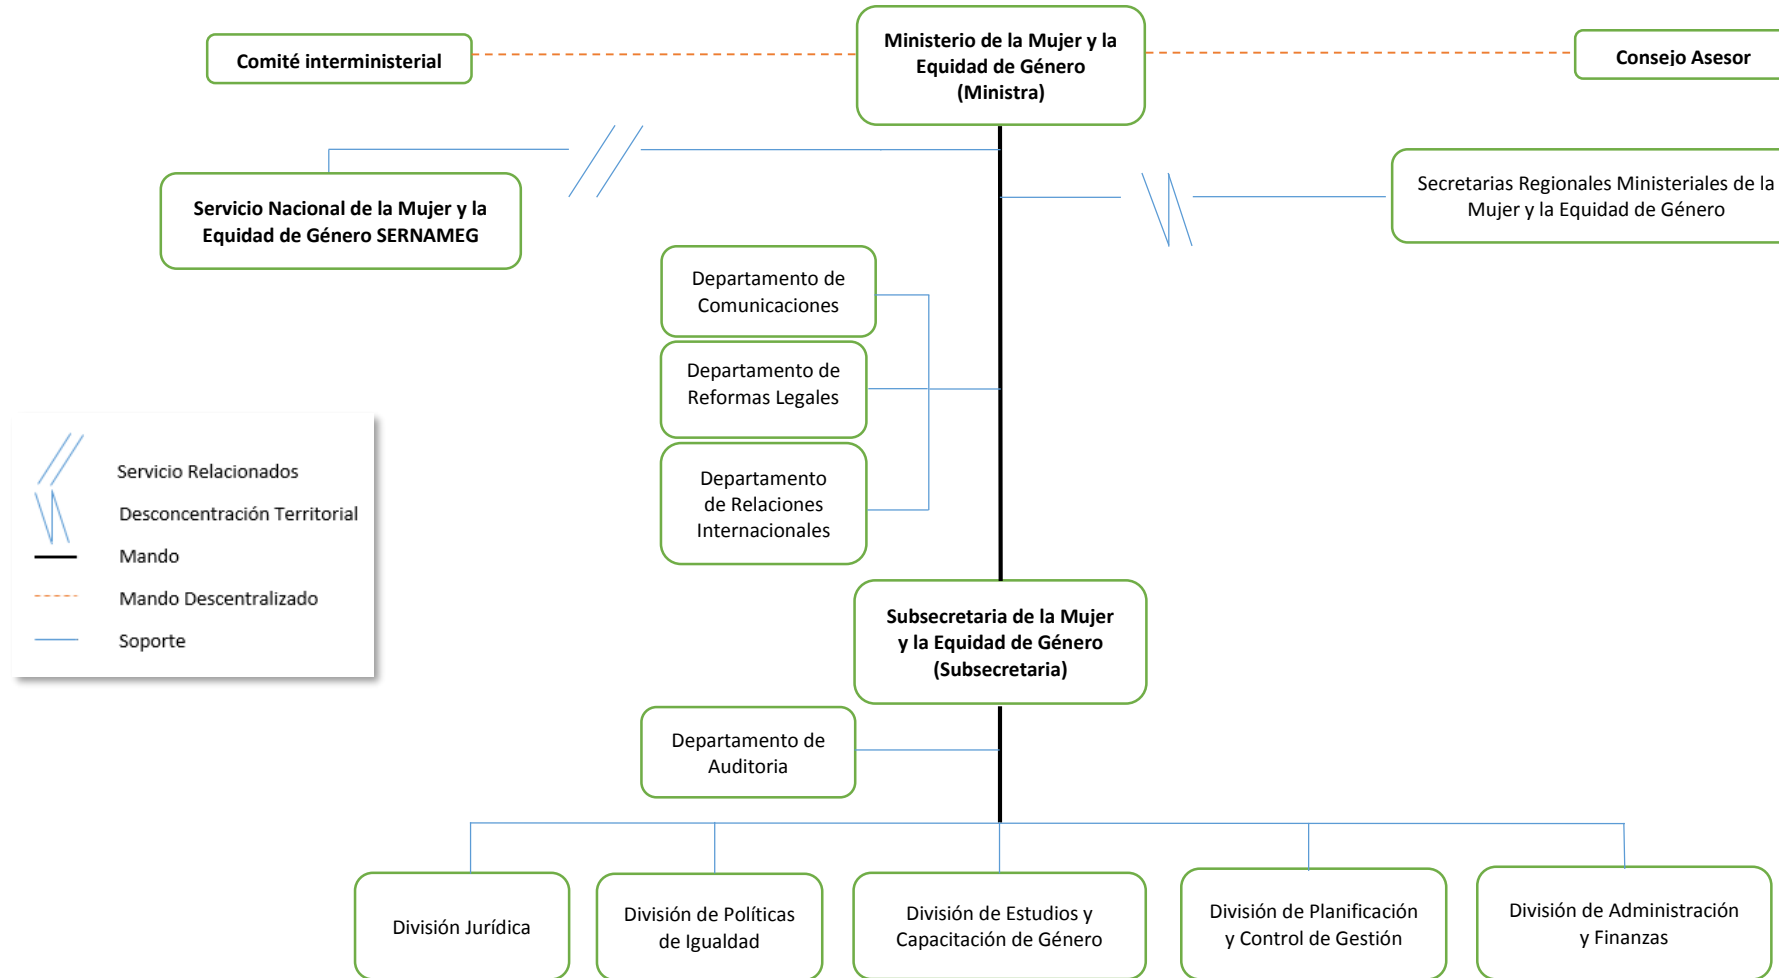 Comité interministerial
Ministerio de la Mujer y la
Equidad de Género
(Ministra)
Consejo Asesor
Servicio Nacional de la Mujer y la
Equidad de Género SERNAMEG
Secretarias Regionales Ministeriales de la
Mujer y la Equidad de Género
Departamento de
Comunicaciones
Departamento de
Reformas Legales
Departamento
de Relaciones
Internacionales
Servicio Relacionados
Desconcentración Territorial
Mando
Mando Descentralizado
Soporte
Subsecretaria de la Mujer
y la Equidad de Género
(Subsecretaria)
Departamento de
Auditoria
División Jurídica
División de Políticas
de Igualdad
División de Estudios y
Capacitación de Género
División de Planificación
y Control de Gestión
División de Administración
y Finanzas